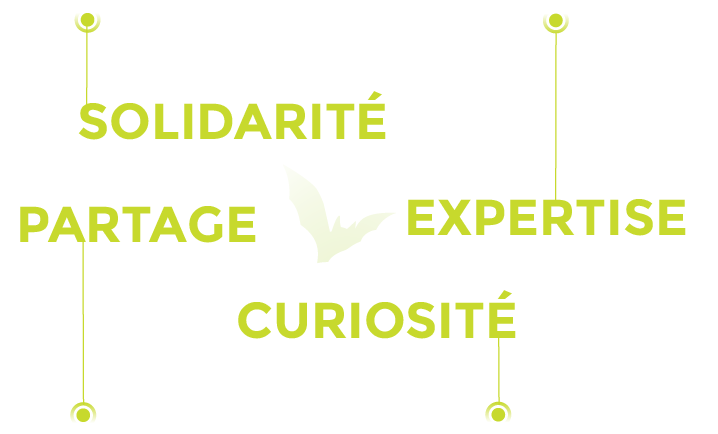 SOLIDARITÉ
PARTAGE
EXPERTISE
CURIOSITÉ